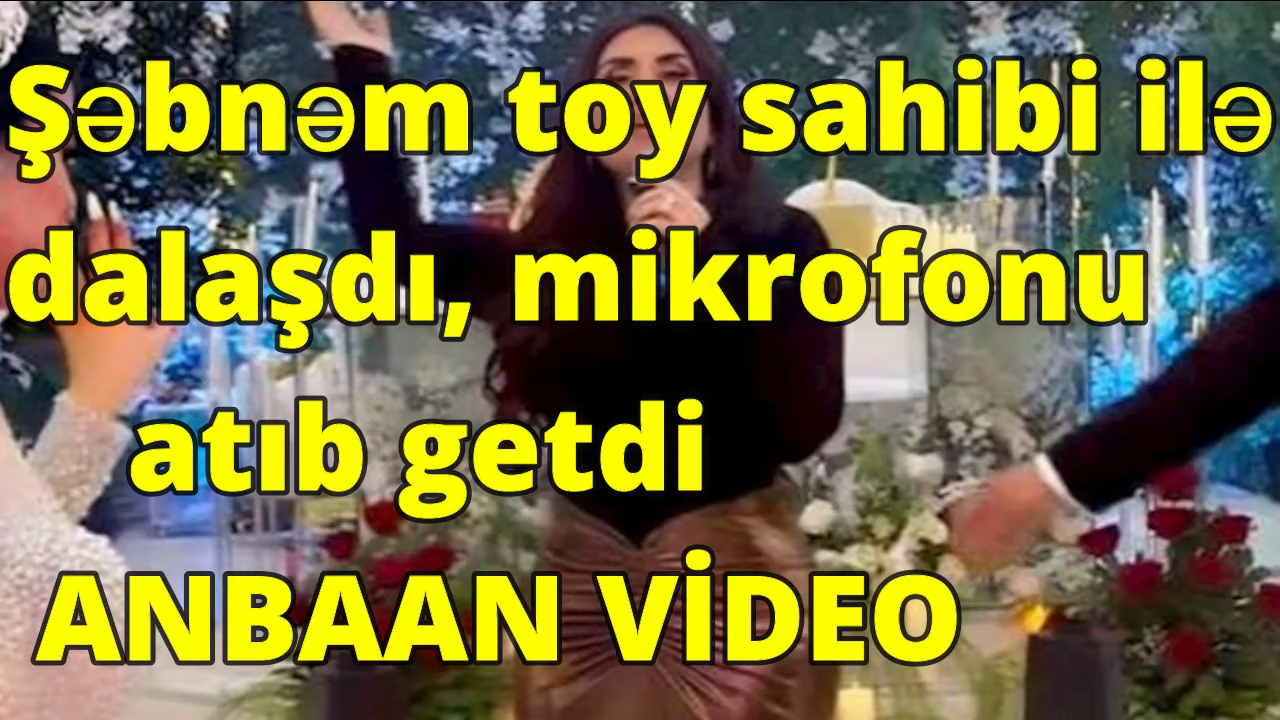 Şəbnəm toy sahibi ilə
dalaşdı, mikrofonu
atıb getdi
ANBAAN VİDEO